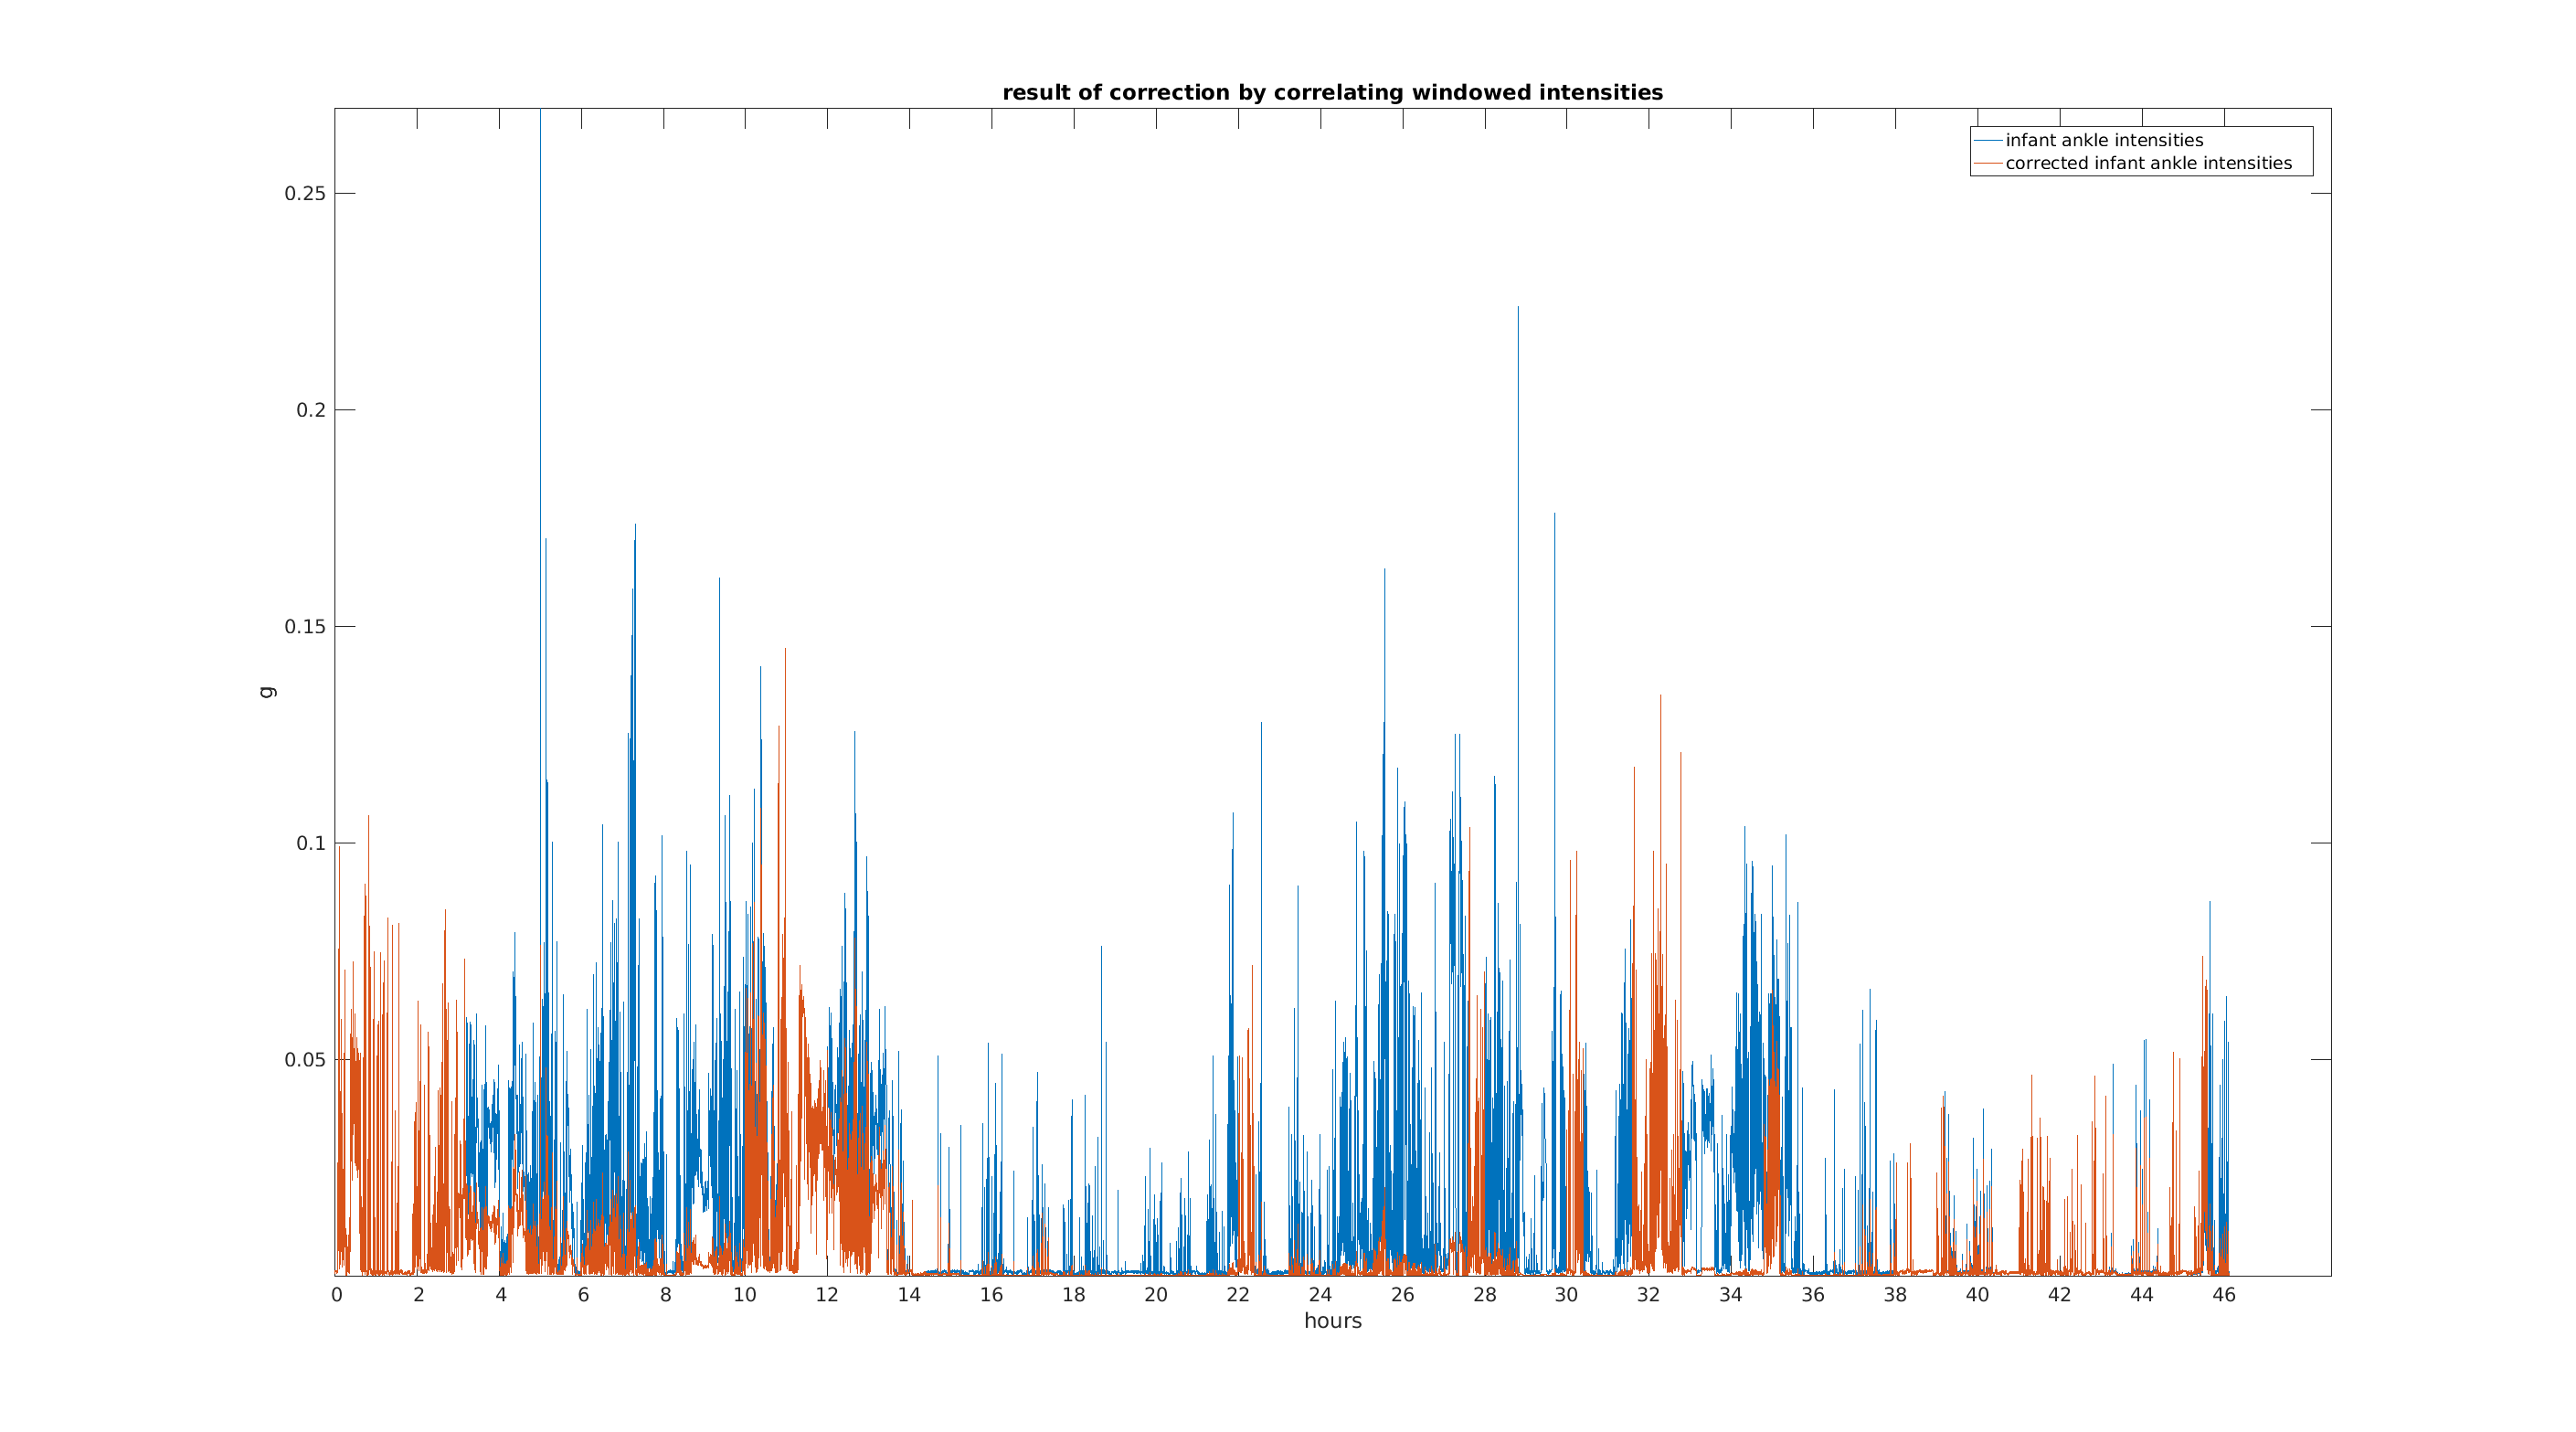 result of correction by correlating windowed intensities
infant ankle intensities
corrected infant ankle intensities
0.25
0.2
0.15
0.1
0.05
g
0 2 4 6 8 10 12 14 16 18 20 22 24 26 28 30 32 34 36 38 40 42 44 46
hours